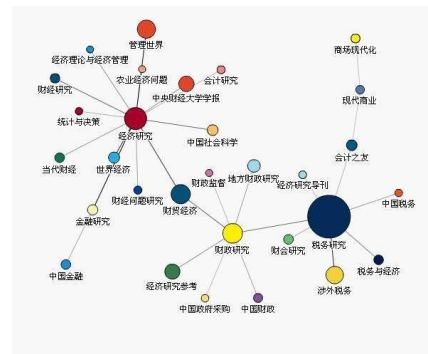 管理世界
商场现代化
经济理论与经济管理
农业经济问题
会计研究
财经研究
中央财经大学学报
现代商业
统计与决策
经济研究
中国社会科学
会计之友
当代财经
世界经济
财政监督
地方财政研究
经济研究导刊
财经问题研究
财贸经济
中国税务
金融研究
税务研究
财政研究
财会研究
中国金融
经济研究参考
税务与经济
涉外税务
中国政府采购
中国财政